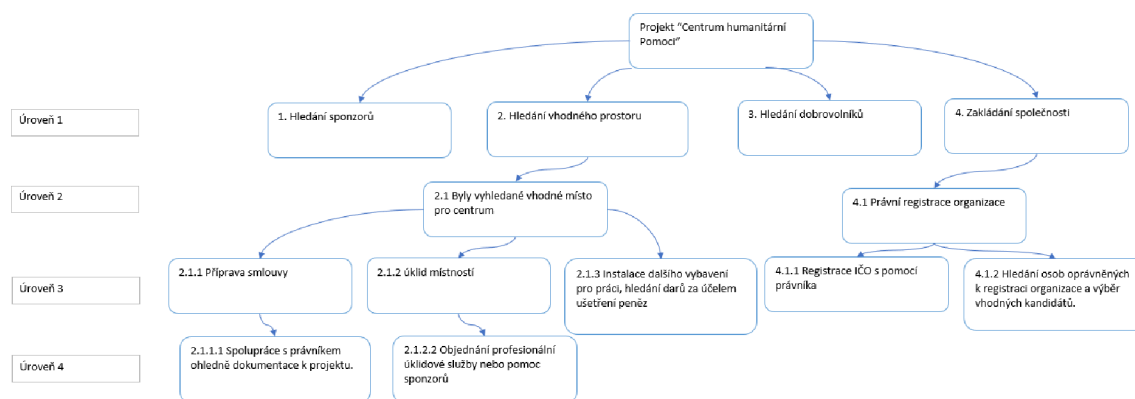 Projekt "Centrum humanitární
Pomoci"
Úroveň 1
1. Hledání sponzorů
2. Hledání vhodného prostoru
3. Hledání dobrovolníků
4. Zakládání společnosti
Úroveň 2
2.1 Byly vyhledané vhodné místo
pro centrum
4.1 Právní registrace organizace
Úroveň 3
2.1.1 Příprava smlouvy
2.1.2 úklid místností
2.1.3 Instalace dalšího vybavení
pro práci, hledání darů za účelem
ušetření peněz
4.1.1 Registrace IČO s pomocí
právníka
4.1.2 Hledání osob oprávněných
k registraci organizace a výběr
vhodných kandidátů.
Úroveň 4
2.1.1.1 Spolupráce s právníkem
ohledně dokumentace k projektu.
2.1.2.2 Objednání profesionální
úklidové služby nebo pomoc
sponzorů